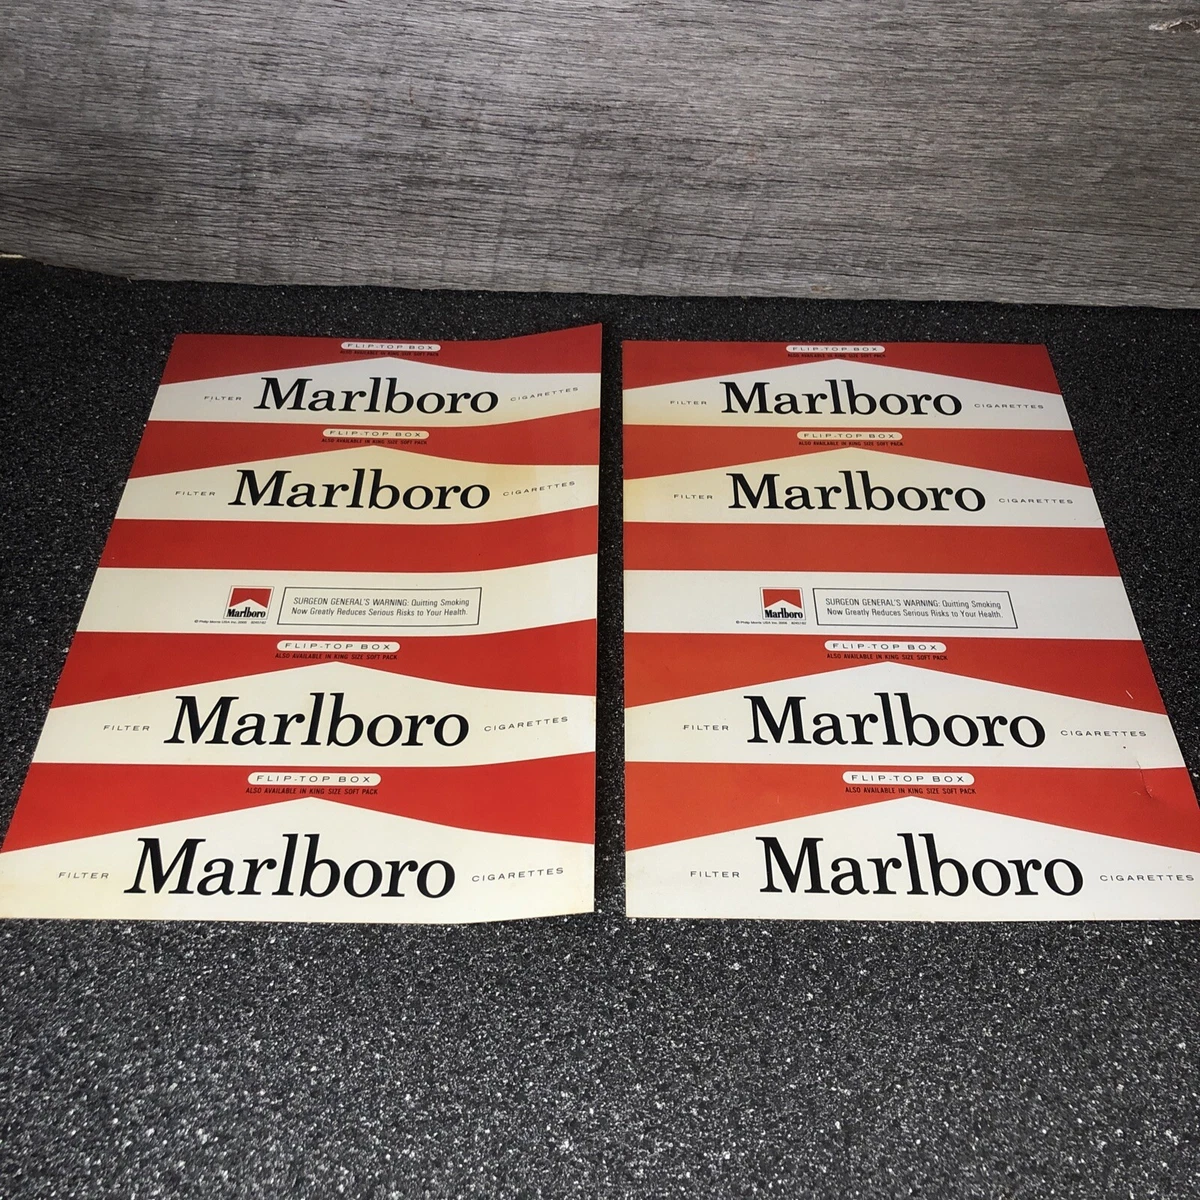 FLIP-TOP BOX
ALSO AVAILABLE IN KING SIZE SOFT PACK
FILTER Marlboro CIGARETTES
FLIP-TOP BOX
ALSO AVAILABLE IN KING SIZE SOFT PACK
FILTER Marlboro CIGARETTES
Marlboro
SURGEON GENERAL'S WARNING: Quitting Smoking
Now Greatly Reduces Serious Risks to Your Health.
FLIP-TOP BOX
ALSO AVAILABLE IN KING SIZE SOFT PACK
FILTER Marlboro CIGARETTES
FLIP-TOP BOX
ALSO AVAILABLE IN KING SIZE SOFT PACK
FILTER Marlboro CIGARETTES
FLIP-TOP BOX
ALSO AVAILABLE IN KING SIZE SOFT PACK
FILTER Marlboro CIGARETTES
FLIP-TOP BOX
ALSO AVAILABLE IN KING SIZE SOFT PACK
FILTER Marlboro CIGARETTES
Marlboro
SURGEON GENERAL'S WARNING: Quitting Smoking
Now Greatly Reduces Serious Risks to Your Health.
FLIP-TOP BOX
ALSO AVAILABLE IN KING SIZE SOFT PACK
FILTER Marlboro CIGARETTES
FLIP-TOP BOX
ALSO AVAILABLE IN KING SIZE SOFT PACK
FILTER Marlboro CIGARETTES